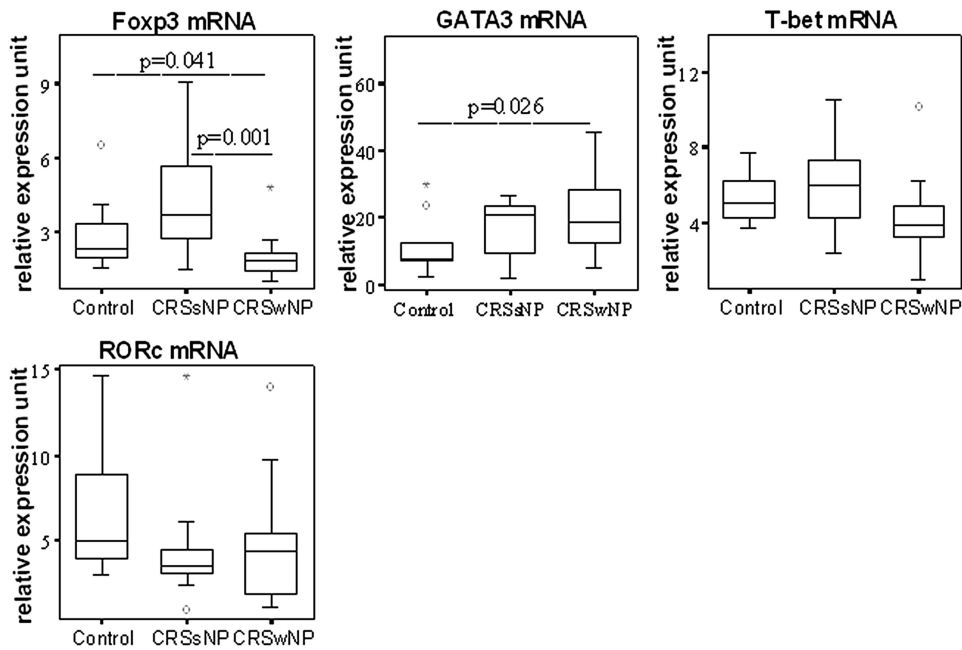 Foxp3 mRNA
relative expression unit
9
6
3
p=0.041
p=0.001
Control CRSsNP CRSwNP
GATA3 mRNA
relative expression unit
60
40
20
0
p=0.026
Control CRSsNP CRSwNP
T-bet mRNA
relative expression unit
12
8
4
Control CRSsNP CRSwNP
RORc mRNA
relative expression unit
15
10
5
Control CRSsNP CRSwNP